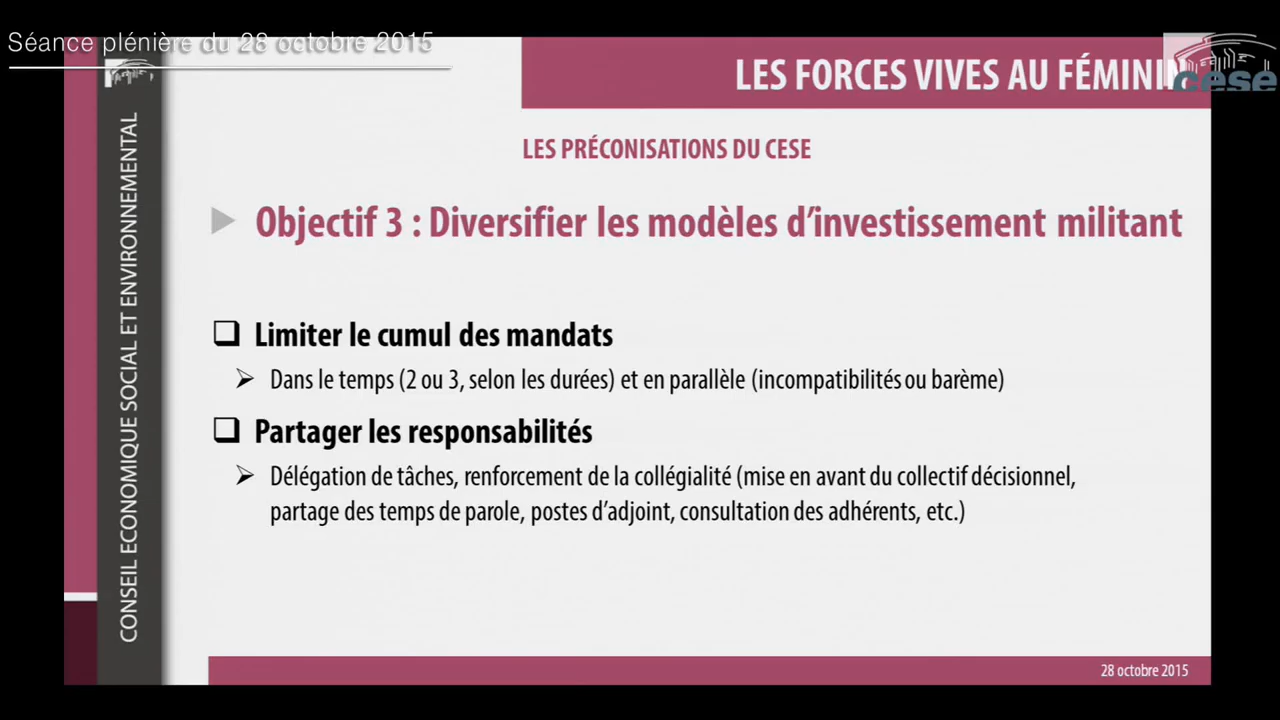 Séance plénière du 28 octobre 2015
LES FORCES VIVES AU FÉMININ
cese
LES PRÉCONISATIONS DU CESE
Objectif 3 : Diversifier les modèles d’investissement militant
Limiter le cumul des mandats
Dans le temps (2 ou 3, selon les durées) et en parallèle (incompatibilités ou barème)
Partager les responsabilités
Délégation de tâches, renforcement de la collégialité (mise en avant du collectif décisionnel,
partage des temps de parole, postes d’adjoint, consultation des adhérents, etc.)
CONSEIL ECONOMIQUE SOCIAL ET ENVIRONNEMENTAL
28 octobre 2015